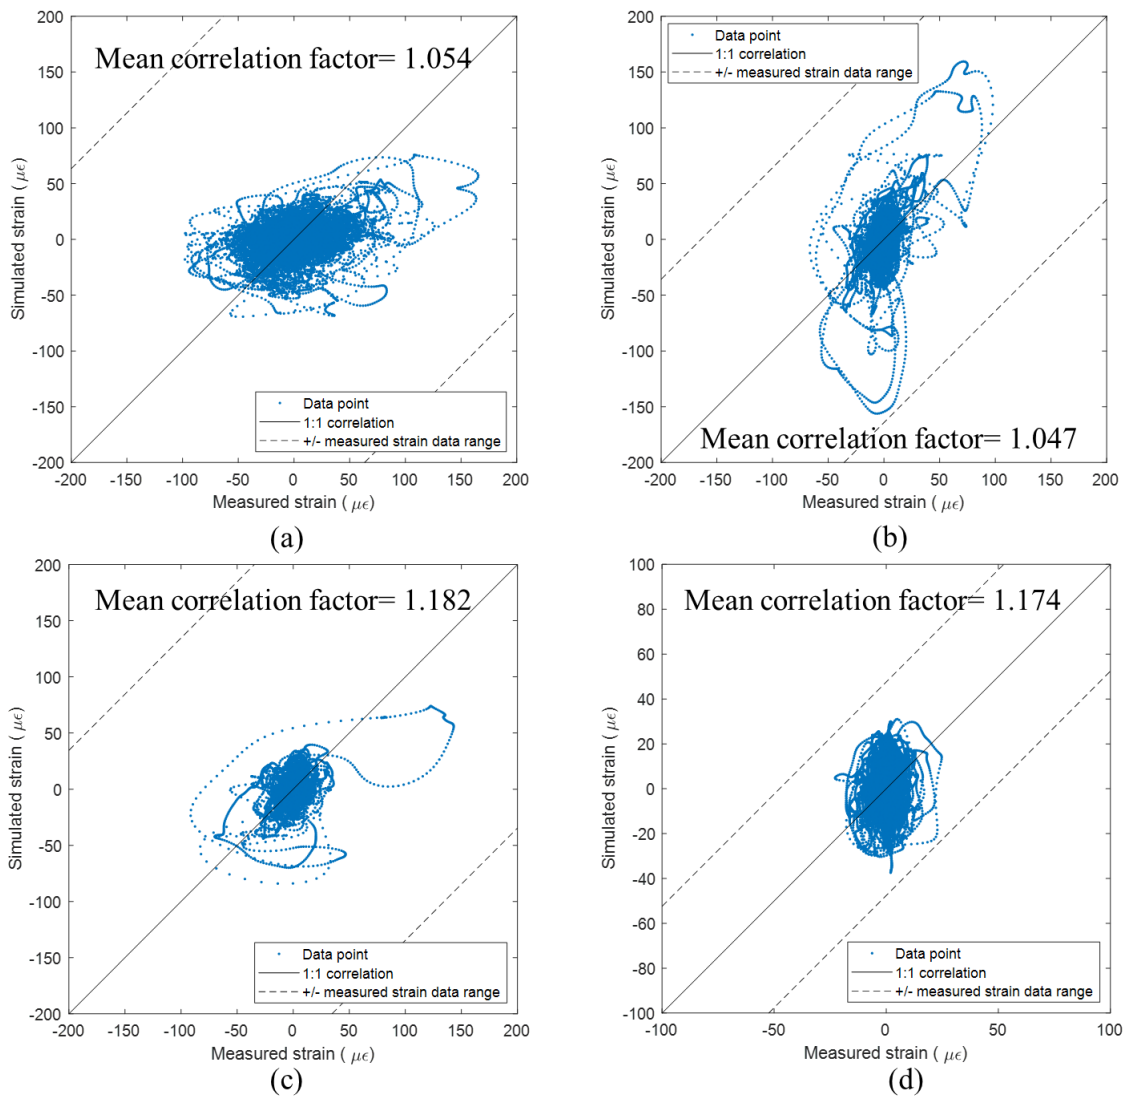 200
150
100
50
0
-50
-100
-150
-200
Simulated strain ( με)
Mean correlation factor= 1.054
Data point
1:1 correlation
+/- measured strain data range
-200 -150 -100 -50 0 50 100 150 200
Measured strain ( με)
(a)
200
150
100
50
0
-50
-100
-150
-200
Simulated strain ( με)
Data point
1:1 correlation
+/- measured strain data range
Mean correlation factor= 1.047
-200 -150 -100 -50 0 50 100 150 200
Measured strain ( με)
(b)
200
150
100
50
0
-50
-100
-150
-200
Simulated strain ( με)
Mean correlation factor= 1.182
Data point
1:1 correlation
+/- measured strain data range
-200 -150 -100 -50 0 50 100 150 200
Measured strain ( με)
(c)
100
80
60
40
20
0
-20
-40
-60
-80
-100
Simulated strain ( με)
Mean correlation factor= 1.174
Data point
1:1 correlation
+/- measured strain data range
-100 -50 0 50 100
Measured strain ( με)
(d)